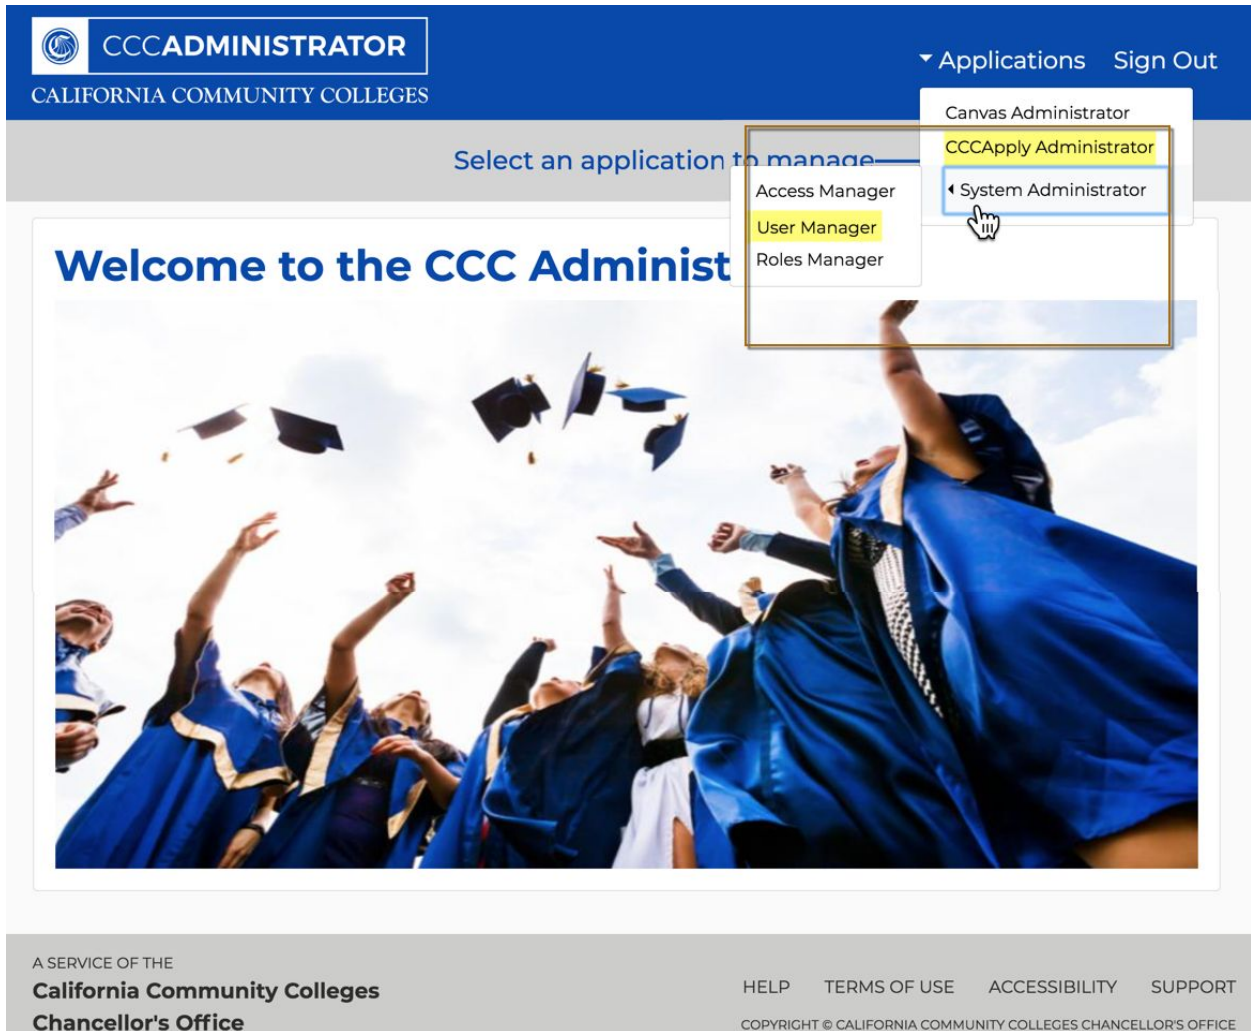 CCCADMINISTRATOR
CALIFORNIA COMMUNITY COLLEGES
Applications Sign Out
Canvas Administrator
CCCApply Administrator
System Administrator
Select an application to manage
Access Manager
User Manager
Roles Manager
Welcome to the CCC Administ
A SERVICE OF THE
California Community Colleges
Chancellor's Office
HELP TERMS OF USE ACCESSIBILITY SUPPORT
COPYRIGHT © CALIFORNIA COMMUNITY COLLEGES CHANCELLOR'S OFFICE